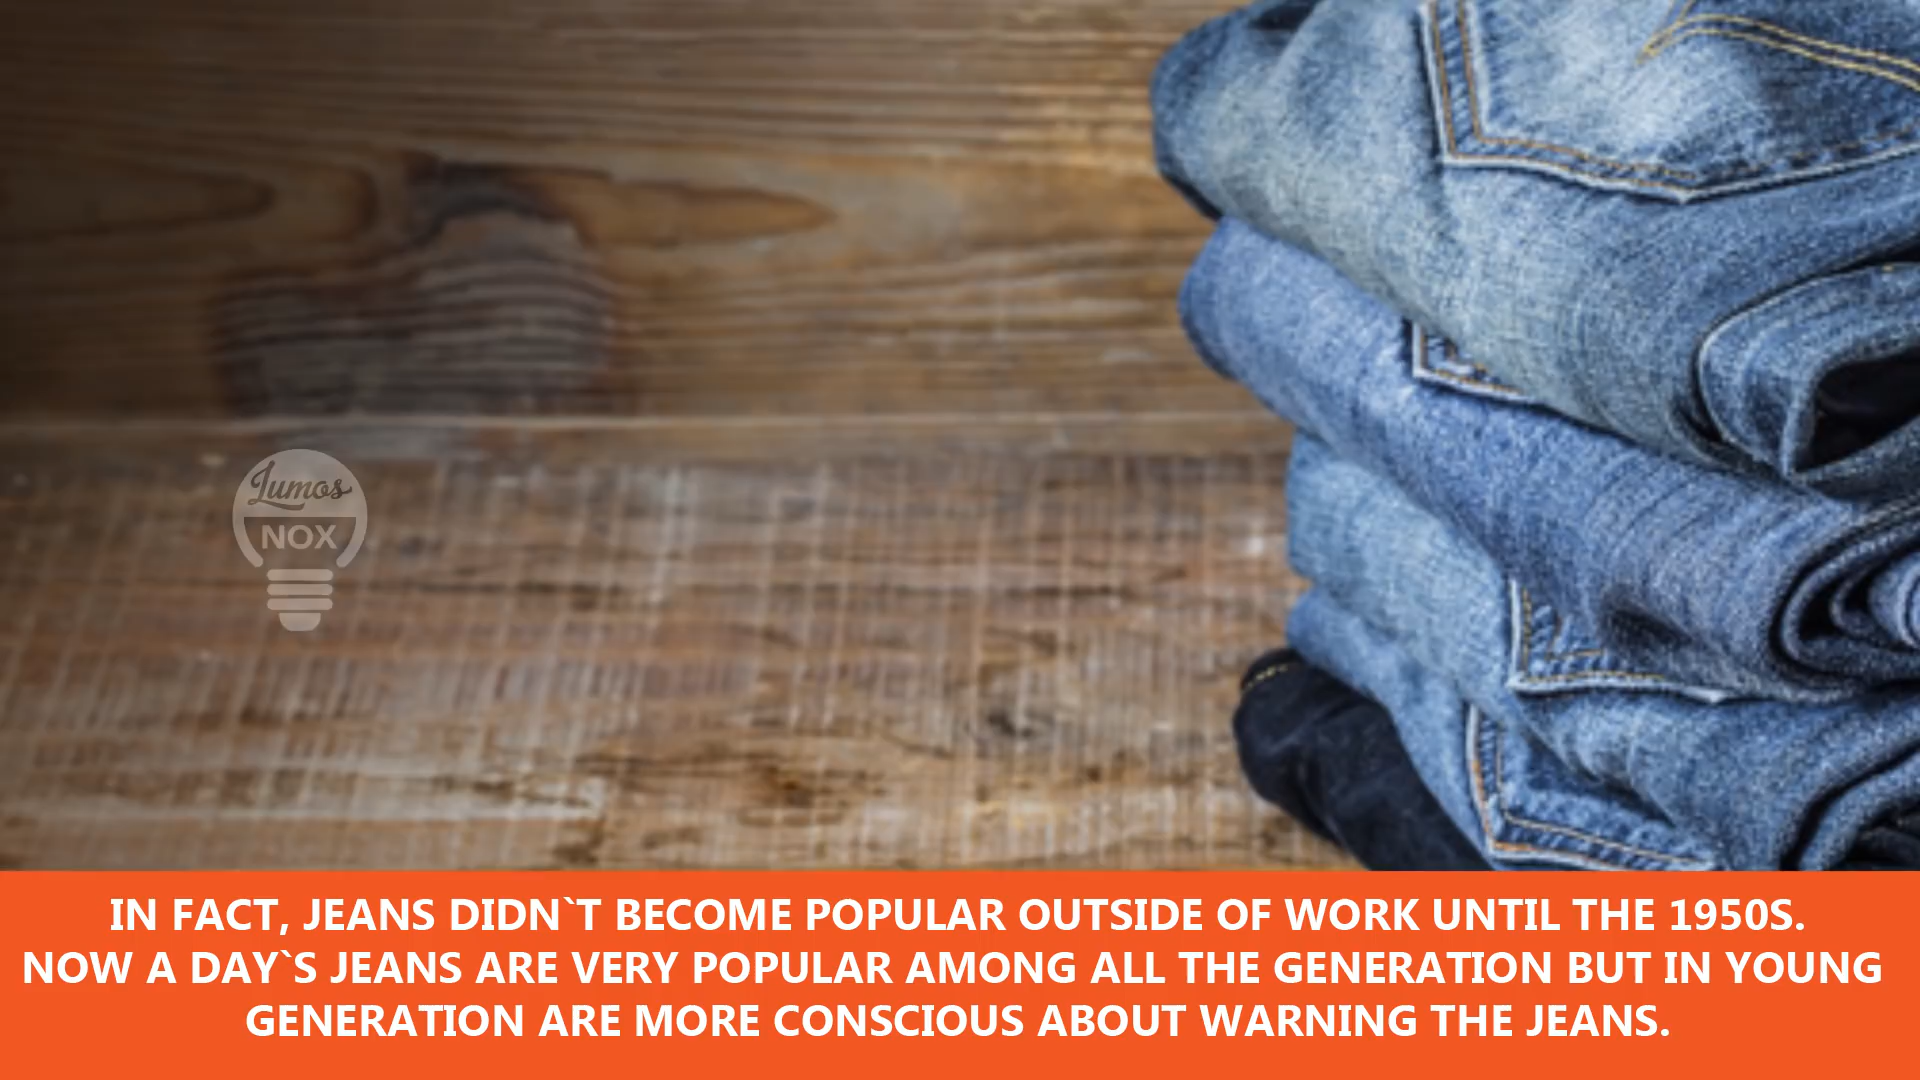 Lumos
NOX
IN FACT, JEANS DIDN`T BECOME POPULAR OUTSIDE OF WORK UNTIL THE 1950S.
NOW A DAY`S JEANS ARE VERY POPULAR AMONG ALL THE GENERATION BUT IN YOUNG
GENERATION ARE MORE CONSCIOUS ABOUT WARNING THE JEANS.